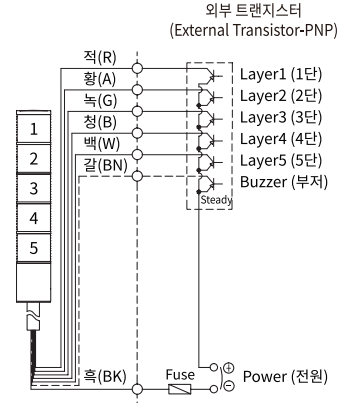 외부 트랜지스터
(External Transistor-PNP)
적(R)
황(A)
녹(G)
청(B)
백(W)
갈(BN)
Layer1 (1단)
Layer2 (2단)
Layer3 (3단)
Layer4 (4단)
Layer5 (5단)
Buzzer (부저)
Steady
1
2
3
4
5
흑(BK)
Fuse
+
−
Power (전원)